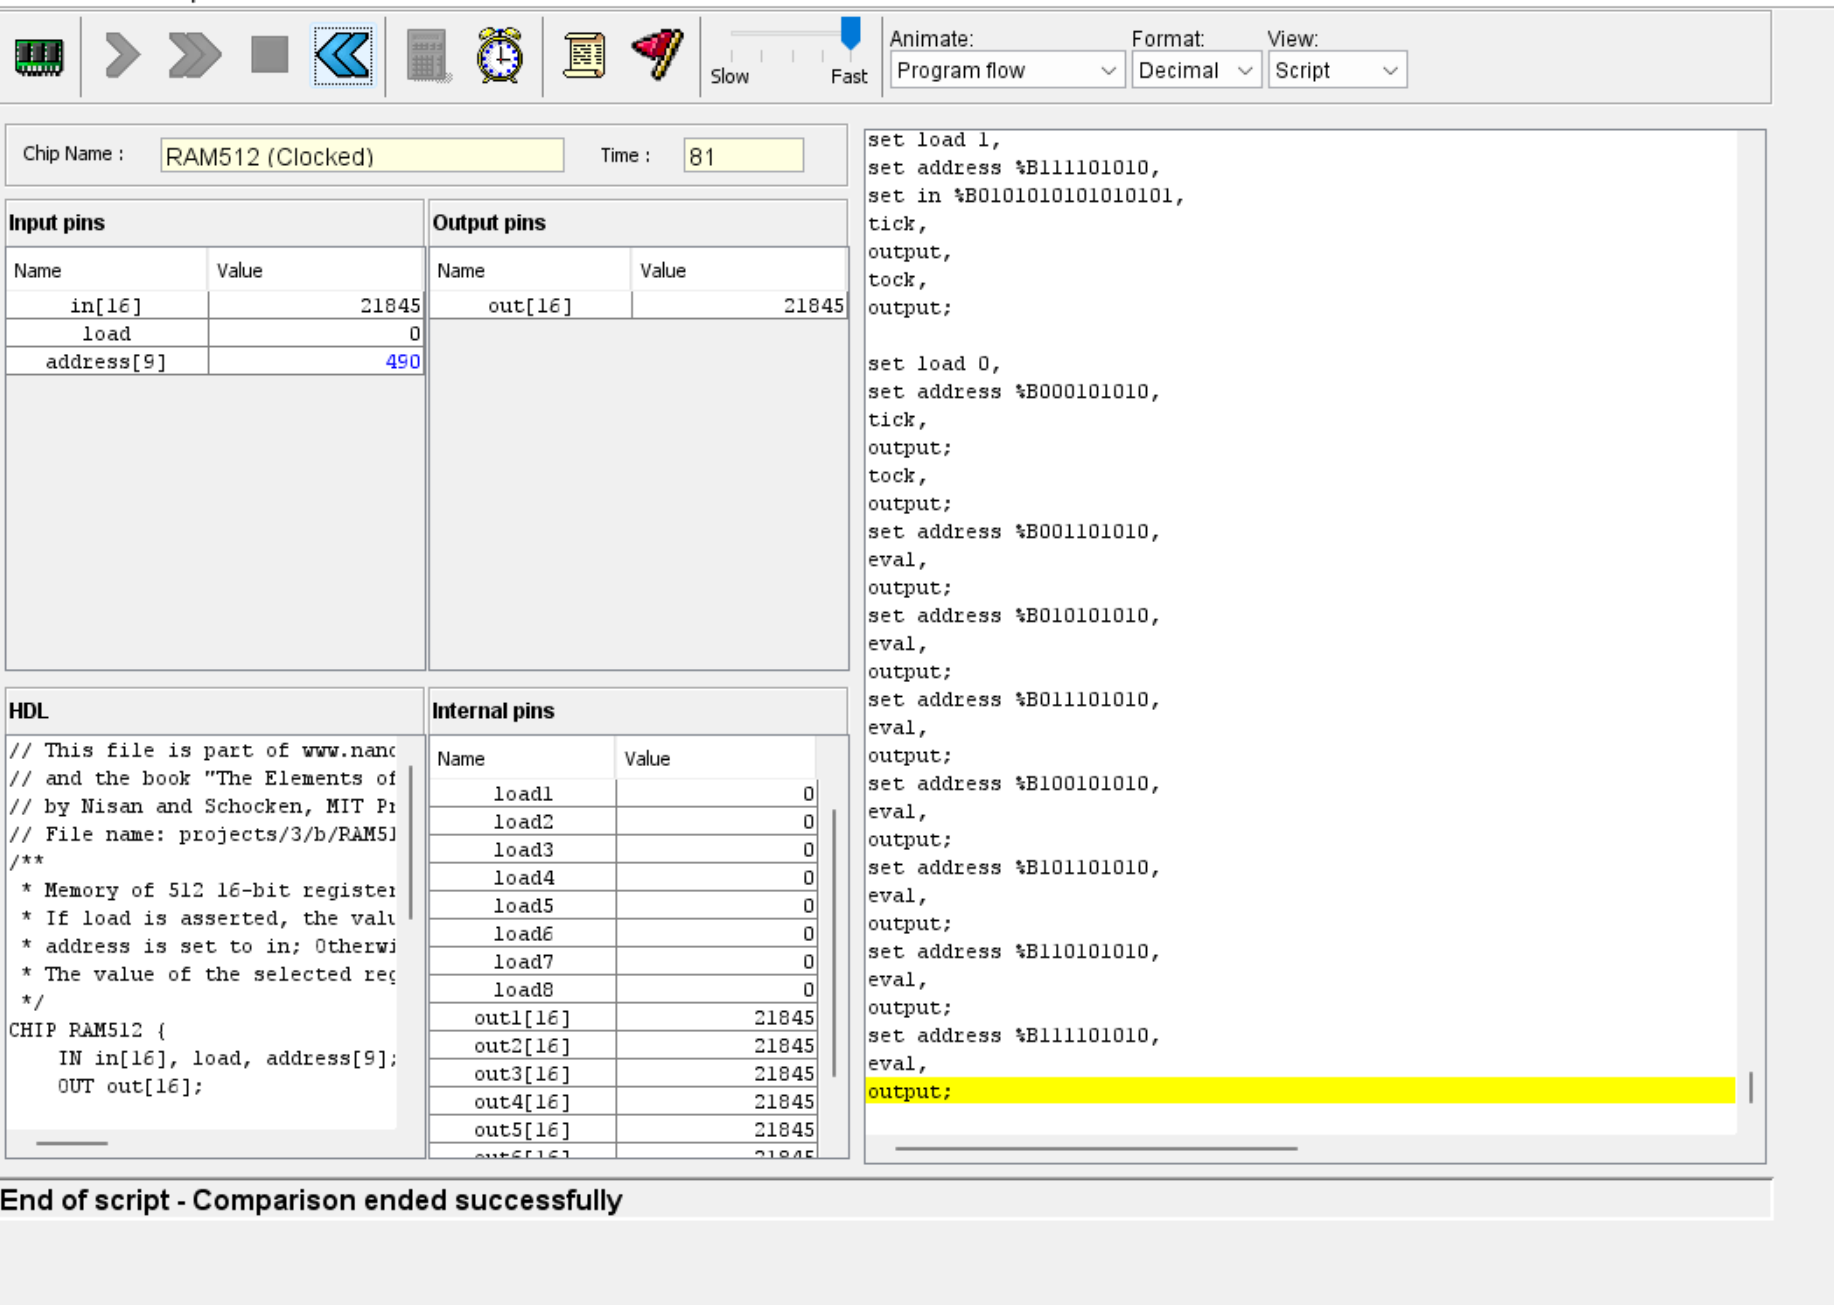 Slow
Fast
Animate:
Program flow
Format:
Decimal
View:
Script
Chip Name :
RAM512 (Clocked)
Time :
81
Input pins
Name Value
in[16] 21845
load 0
address[9] 490
Output pins
Name Value
out[16] 21845
HDL
// This file is part of www.nand
// and the book "The Elements of
// by Nisan and Schocken, MIT Pr
// File name: projects/3/b/RAM51
/**
* Memory of 512 16-bit register
* If load is asserted, the valu
* address is set to in; Otherwi
* The value of the selected reg
*/
CHIP RAM512 {
IN in[16], load, address[9];
OUT out[16];
Internal pins
Name Value
load1 0
load2 0
load3 0
load4 0
load5 0
load6 0
load7 0
load8 0
out1[16] 21845
out2[16] 21845
out3[16] 21845
out4[16] 21845
out5[16] 21845
out6[16] 21845
set load 1,
set address %B111101010,
set in %B0101010101010101,
tick,
output,
tock,
output;
set load 0,
set address %B000101010,
tick,
output;
tock,
output;
set address %B001101010,
eval,
output;
set address %B010101010,
eval,
output;
set address %B011101010,
eval,
output;
set address %B100101010,
eval,
output;
set address %B101101010,
eval,
output;
set address %B110101010,
eval,
output;
set address %B111101010,
eval,
output;
End of script - Comparison ended successfully